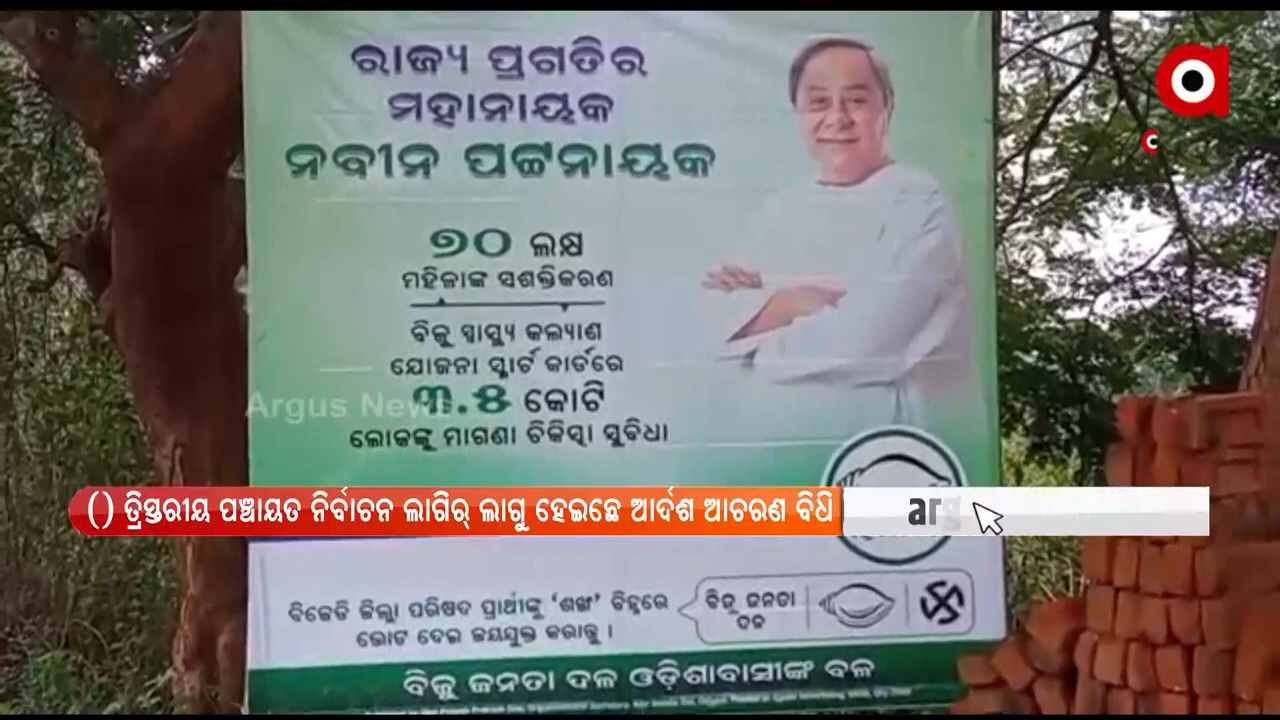 ରାଜ୍ୟ ପ୍ରଗତିର
ମହାନାୟକ
ନବୀନ ପଟ୍ଟନାୟକ
୭୦ ଲକ୍ଷ
ମହିଳାଙ୍କ ସଶକ୍ତିକରଣ
ବିଜୁ ସ୍ୱାସ୍ଥ୍ୟ କଲ୍ୟାଣ
ଯୋଜନା ସ୍ମାର୍ଟ କାର୍ଡରେ
୩.୫ କୋଟି
Argus News
ଲୋକଙ୍କୁ ମାଗଣା ଚିକିତ୍ସା ସୁବିଧା
() ତ୍ରିସ୍ତରୀୟ ପଞ୍ଚାୟତ ନିର୍ବାଚନ ଲାଗିର୍ ଲାଗୁ ହେଇଛେ ଆର୍ଦଶ ଆଚରଣ ବିଧି
arg
ବିଜେଡି ଜିଲ୍ଲା ପରିଷଦ ପ୍ରାର୍ଥୀଙ୍କୁ ‘ଶଙ୍ଖ’ ଚିହ୍ନରେ
ଭୋଟ ଦେଇ ଜୟଯୁକ୍ତ କରାନ୍ତୁ ।
ବିଜୁ ଜନତା
ଦଳ
ବିଜୁ ଜନତା ଦଳ ଓଡ଼ିଶାବାସୀଙ୍କ ବଳ